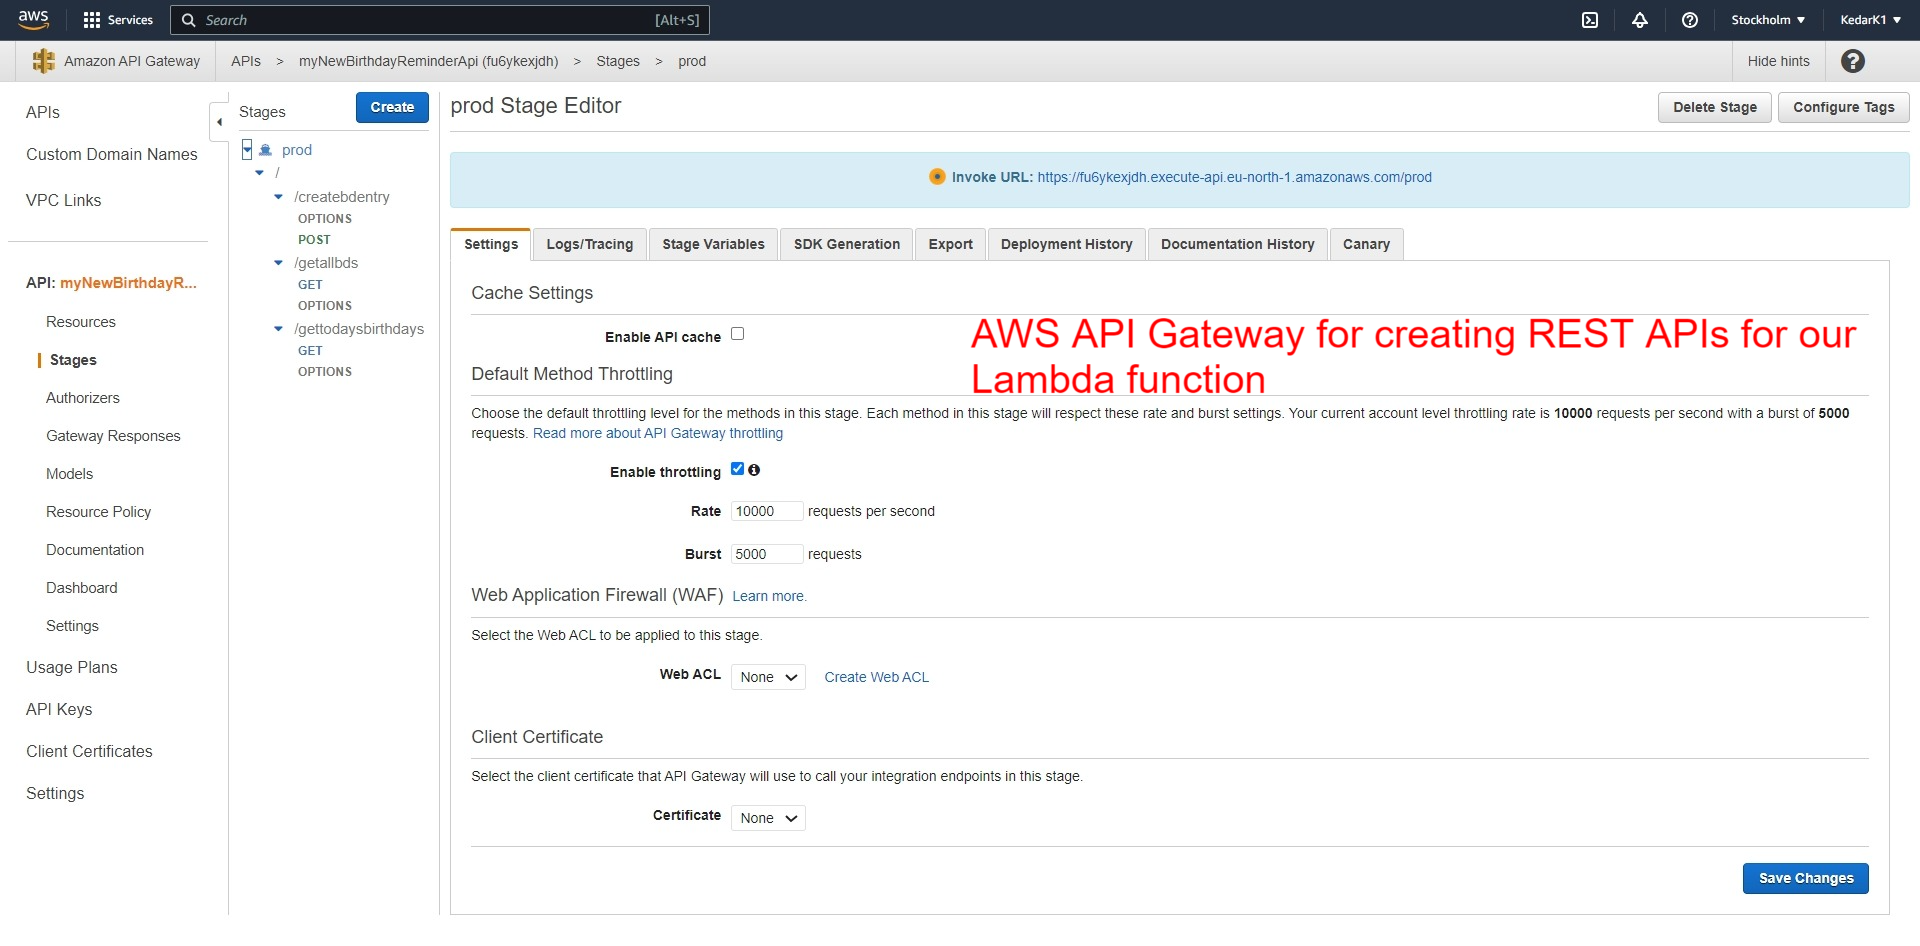 aws Services Search [Alt+S] Stockholm KedarK1
Amazon API Gateway APIs > myNewBirthdayReminderApi (fu6ykexjdh) > Stages > prod Hide hints
APIs
Custom Domain Names
VPC Links
API: myNewBirthdayR...
Resources
Stages
Authorizers
Gateway Responses
Models
Resource Policy
Documentation
Dashboard
Settings
Usage Plans
API Keys
Client Certificates
Settings
Stages Create
prod
/
/createbdentry
OPTIONS
POST
/getallbds
GET
OPTIONS
/gettodaysbirthdays
GET
OPTIONS
prod Stage Editor Delete Stage Configure Tags
Invoke URL: https://fu6ykexjdh.execute-api.eu-north-1.amazonaws.com/prod
Settings Logs/Tracing Stage Variables SDK Generation Export Deployment History Documentation History Canary
Cache Settings
Enable API cache
AWS API Gateway for creating REST APIs for our
Lambda function
Default Method Throttling
Choose the default throttling level for the methods in this stage. Each method in this stage will respect these rate and burst settings. Your current account level throttling rate is 10000 requests per second with a burst of 5000
requests. Read more about API Gateway throttling
Enable throttling
Rate 10000 requests per second
Burst 5000 requests
Web Application Firewall (WAF) Learn more.
Select the Web ACL to be applied to this stage.
Web ACL None Create Web ACL
Client Certificate
Select the client certificate that API Gateway will use to call your integration endpoints in this stage.
Certificate None
Save Changes